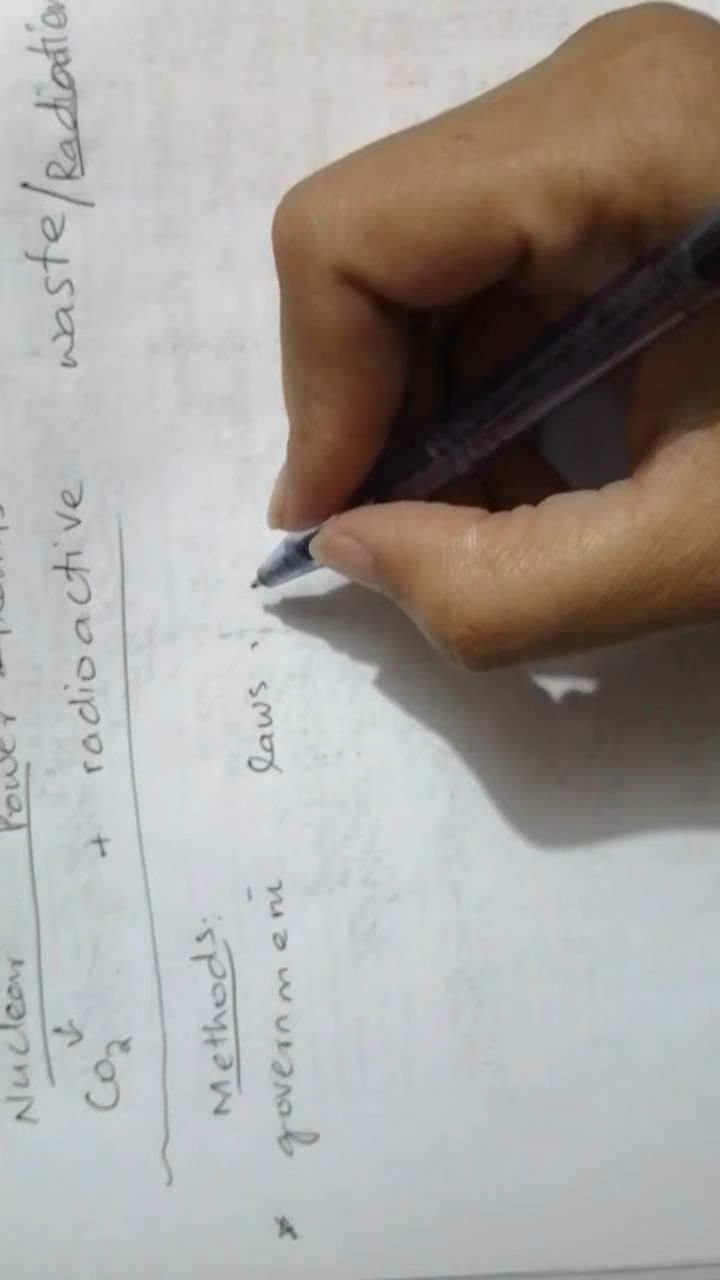 Nuclear Power
CO2 ↓ + radioactive waste/Radiation
Methods:
* government laws.